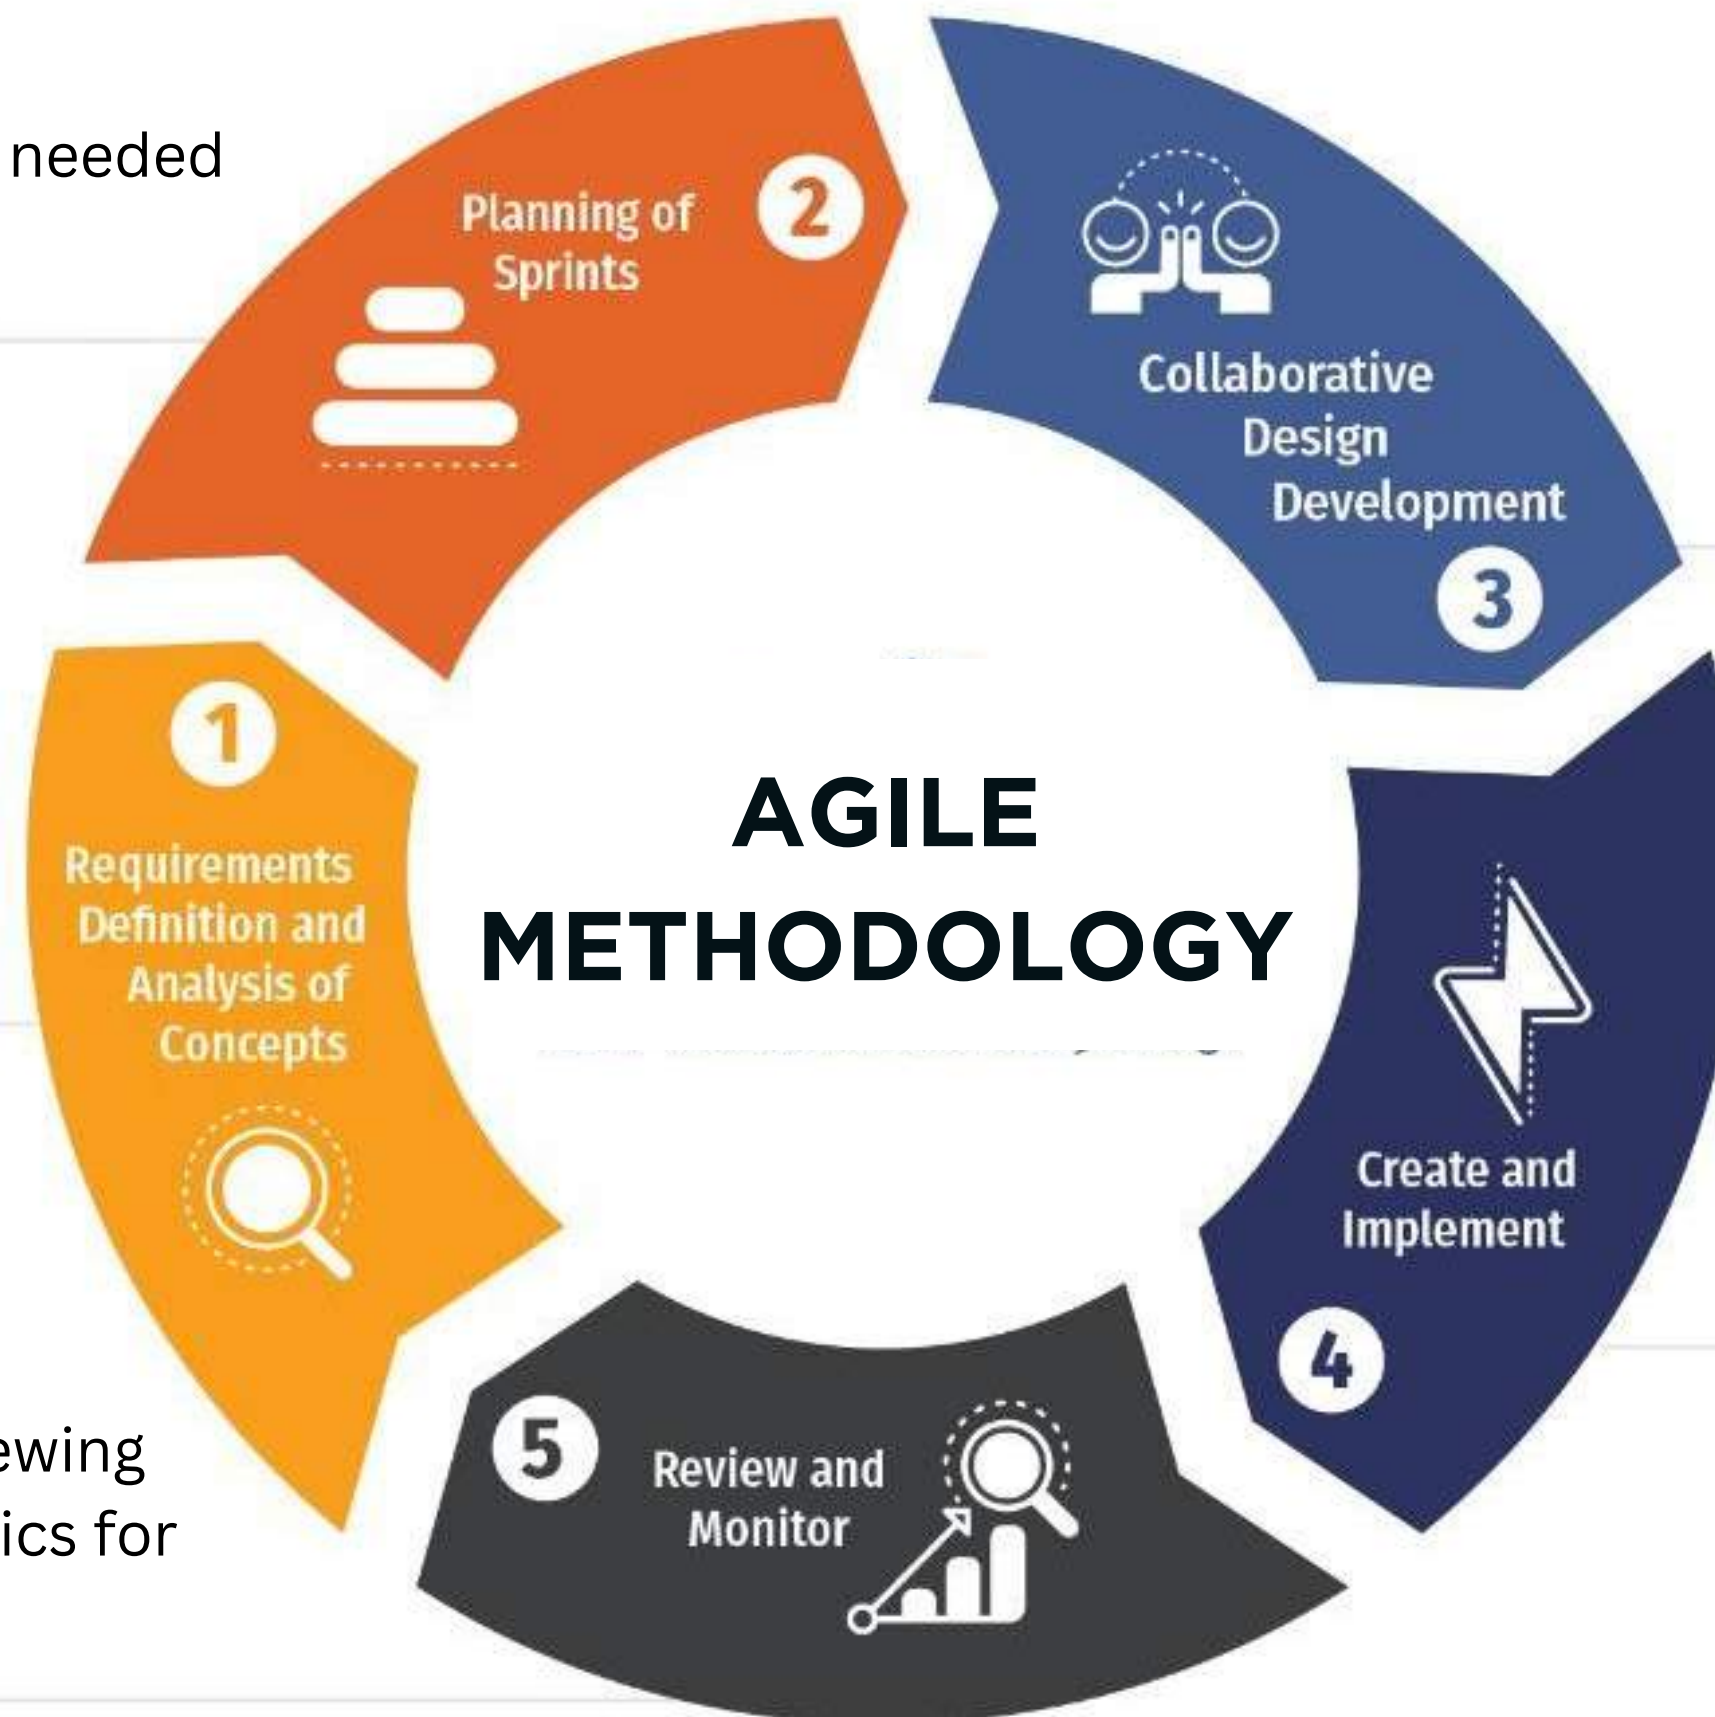 needed
Planning of
Sprints
2
Collaborative
Design
Development
3
1
Requirements
Definition and
Analysis of
Concepts
AGILE
METHODOLOGY
Create and
Implement
4
5
Review and
Monitor
ewing
ics for